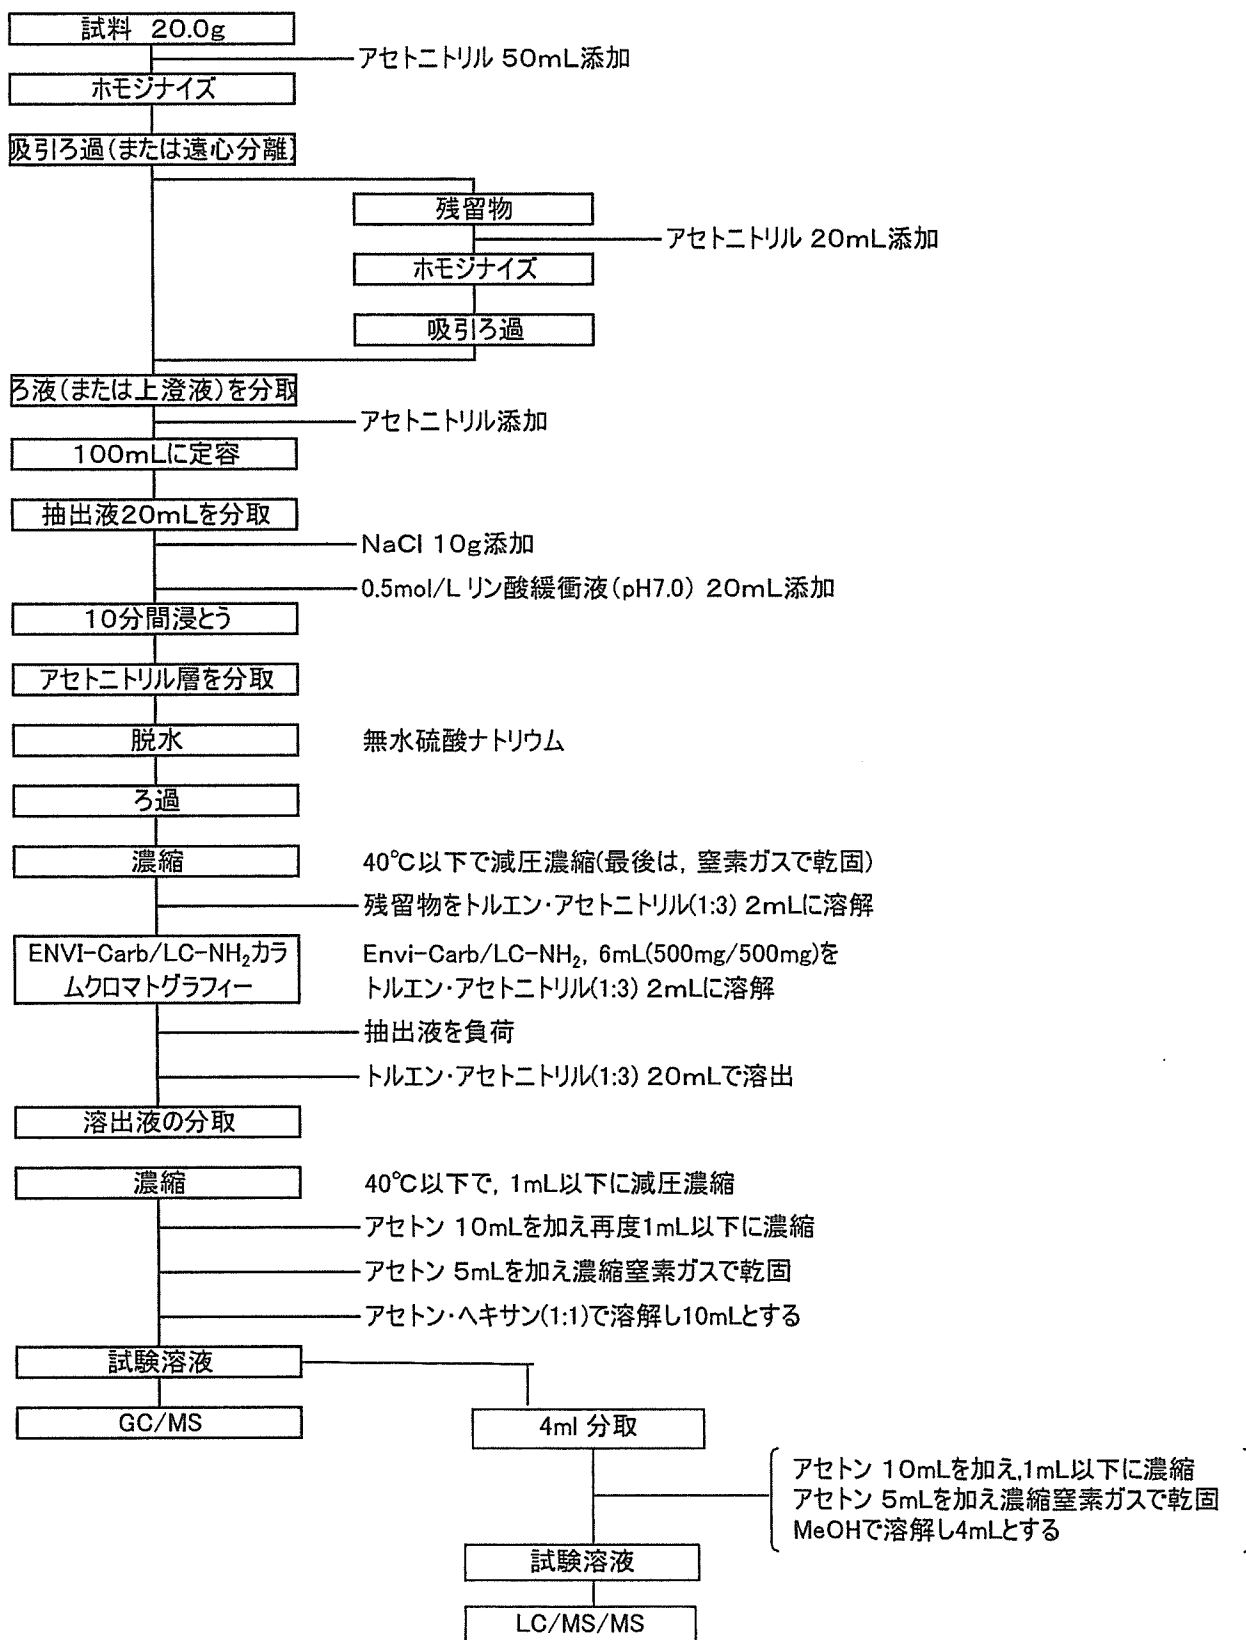 試料 20.0g
アセトニトリル 50mL添加
ホモジナイズ
吸引ろ過(または遠心分離)
残留物
アセトニトリル 20mL添加
ホモジナイズ
吸引ろ過
ろ液(または上澄液)を分取
アセトニトリル添加
100mLに定容
抽出液20mLを分取
NaCl 10g添加
0.5mol/L リン酸緩衝液(pH7.0) 20mL添加
10分間浸とう
アセトニトリル層を分取
脱水
無水硫酸ナトリウム
ろ過
濃縮
40℃以下で減圧濃縮(最後は, 窒素ガスで乾固)
残留物をトルエン・アセトニトリル(1:3) 2mLに溶解
ENVI-Carb/LC-NH₂カラ
ムクロマトグラフィー
Envi-Carb/LC-NH₂, 6mL(500mg/500mg)を
トルエン・アセトニトリル(1:3) 2mLに溶解
抽出液を負荷
トルエン・アセトニトリル(1:3) 20mLで溶出
溶出液の分取
濃縮
40℃以下で, 1mL以下に減圧濃縮
アセトン 10mLを加え再度1mL以下に濃縮
アセトン 5mLを加え濃縮窒素ガスで乾固
アセトン・ヘキサン(1:1)で溶解し10mLとする
試験溶液
GC/MS
4ml 分取
アセトン 10mLを加え,1mL以下に濃縮
アセトン 5mLを加え濃縮窒素ガスで乾固
MeOHで溶解し4mLとする
試験溶液
LC/MS/MS